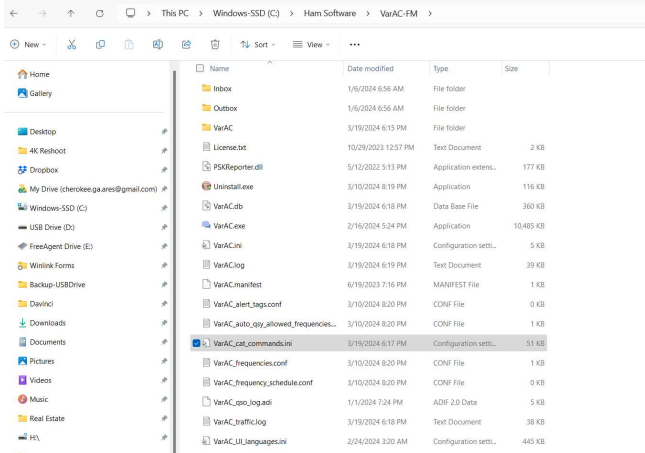 This PC > Windows-SSD (C:) > Ham Software > VarAC-FM >
New Sort View ...
Home
Gallery
Desktop
4K Reshoot
Dropbox
My Drive (cherokee.ga.ares@gmail.com)
Windows-SSD (C:)
USB Drive (D:)
FreeAgent Drive (E:)
Winlink Forms
Backup-USBDrive
Davinci
Downloads
Documents
Pictures
Videos
Music
Real Estate
H:\
Name Date modified Type Size
Inbox 1/6/2024 6:56 AM File folder
Outbox 1/6/2024 6:56 AM File folder
VarAC 3/19/2024 6:15 PM File folder
License.txt 10/29/2023 12:57 PM Text Document 2 KB
PSKReporter.dll 5/12/2022 5:13 PM Application extens... 177 KB
Uninstall.exe 3/10/2024 8:19 PM Application 116 KB
VarAC.db 3/19/2024 6:18 PM Data Base File 360 KB
VarAC.exe 2/16/2024 5:24 PM Application 10,485 KB
VarAC.ini 3/19/2024 6:18 PM Configuration setti... 5 KB
VarAC.log 3/19/2024 6:19 PM Text Document 39 KB
VarAC.manifest 6/19/2023 7:16 PM MANIFEST File 1 KB
VarAC_alert_tags.conf 3/10/2024 8:20 PM CONF File 0 KB
VarAC_auto_qsy_allowed_frequencies... 3/10/2024 8:20 PM CONF File 1 KB
VarAC_cat_commands.ini 3/19/2024 6:17 PM Configuration setti... 51 KB
VarAC_frequencies.conf 3/10/2024 8:20 PM CONF File 1 KB
VarAC_frequency_schedule.conf 3/10/2024 8:20 PM CONF File 0 KB
VarAC_qso_log.adi 1/1/2024 7:24 PM ADIF 2.0 Data 5 KB
VarAC_traffic.log 3/19/2024 6:18 PM Text Document 38 KB
VarAC_UI_languages.ini 2/24/2024 3:20 AM Configuration setti... 445 KB